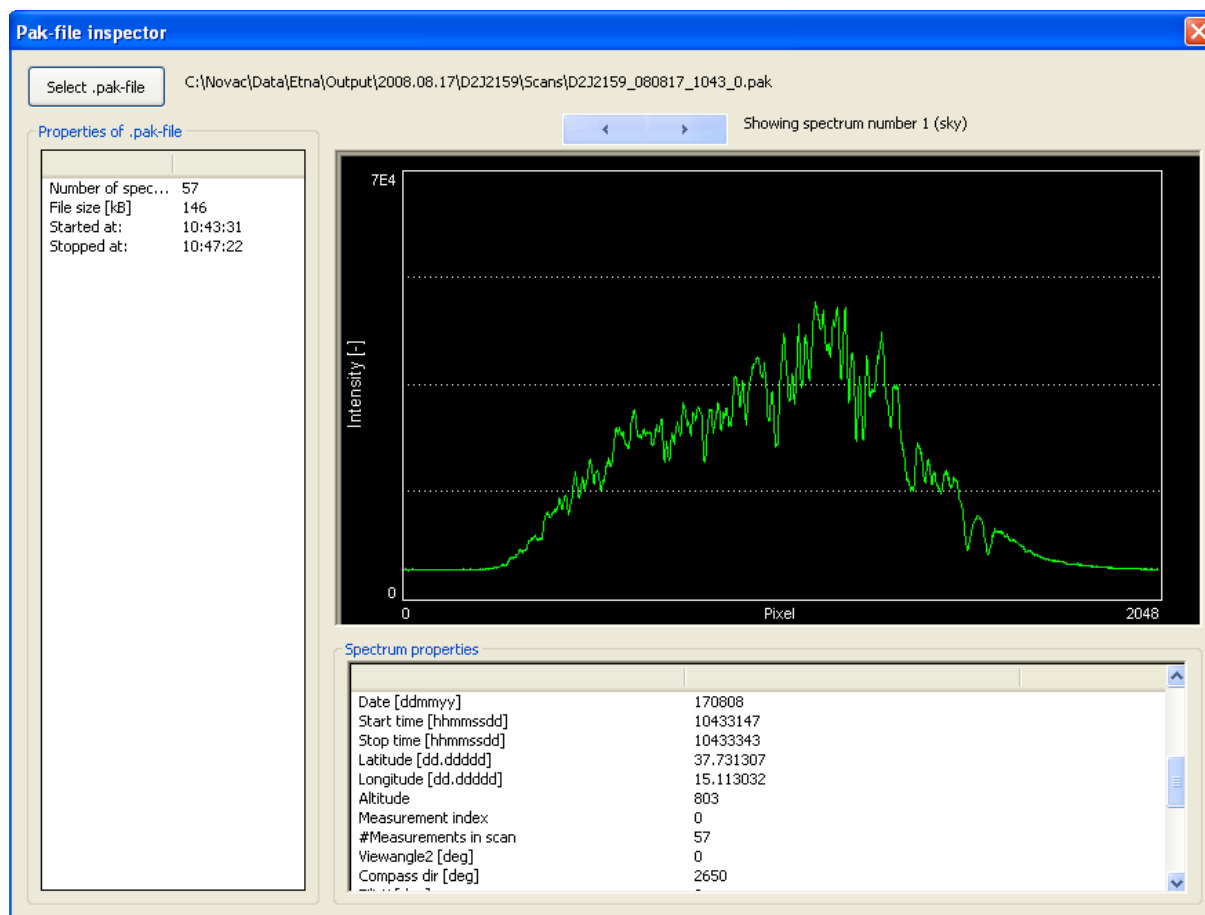 Pak-file inspector
Select .pak-file
C:\Novac\Data\Etna\Output\2008.08.17\D2J2159\Scans\D2J2159_080817_1043_0.pak
Showing spectrum number 1 (sky)
Properties of .pak-file
Number of spec... 57
File size [kB] 146
Started at: 10:43:31
Stopped at: 10:47:22
7E4
Intensity [-]
0
0 Pixel 2048
Spectrum properties
Date [ddmmyy] 170808
Start time [hhmmssdd] 10433147
Stop time [hhmmssdd] 10433343
Latitude [dd.ddddd] 37.731307
Longitude [dd.ddddd] 15.113032
Altitude 803
Measurement index 0
#Measurements in scan 57
Viewangle2 [deg] 0
Compass dir [deg] 2650